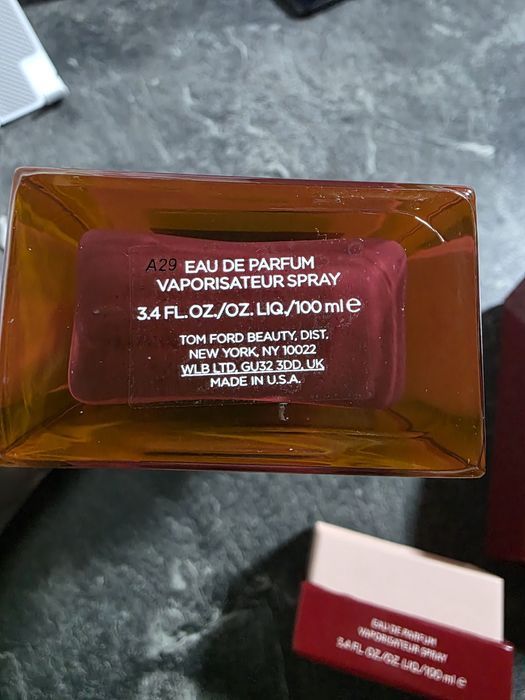 A29 EAU DE PARFUM
VAPORISATEUR SPRAY
3.4 FL.OZ./OZ. LIQ./100 ml e
TOM FORD BEAUTY, DIST.
NEW YORK, NY 10022
WLB LTD, GU32 3DD, UK
MADE IN U.S.A.
EAU DE PARFUM
VAPORISATEUR SPRAY
3.4 FL.OZ./OZ. LIQ./100 ml e